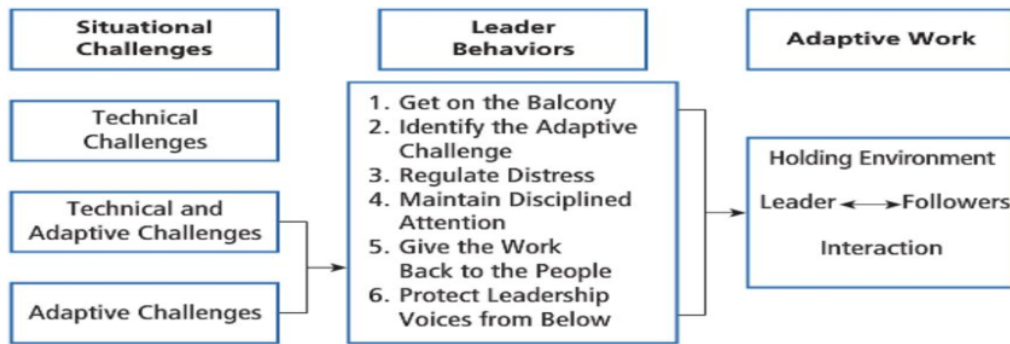 Situational
Challenges
Leader
Behaviors
Adaptive Work
Technical
Challenges
Technical and
Adaptive Challenges
Adaptive Challenges
1. Get on the Balcony
2. Identify the Adaptive
Challenge
3. Regulate Distress
4. Maintain Disciplined
Attention
5. Give the Work
Back to the People
6. Protect Leadership
Voices from Below
Holding Environment
Leader Followers
Interaction